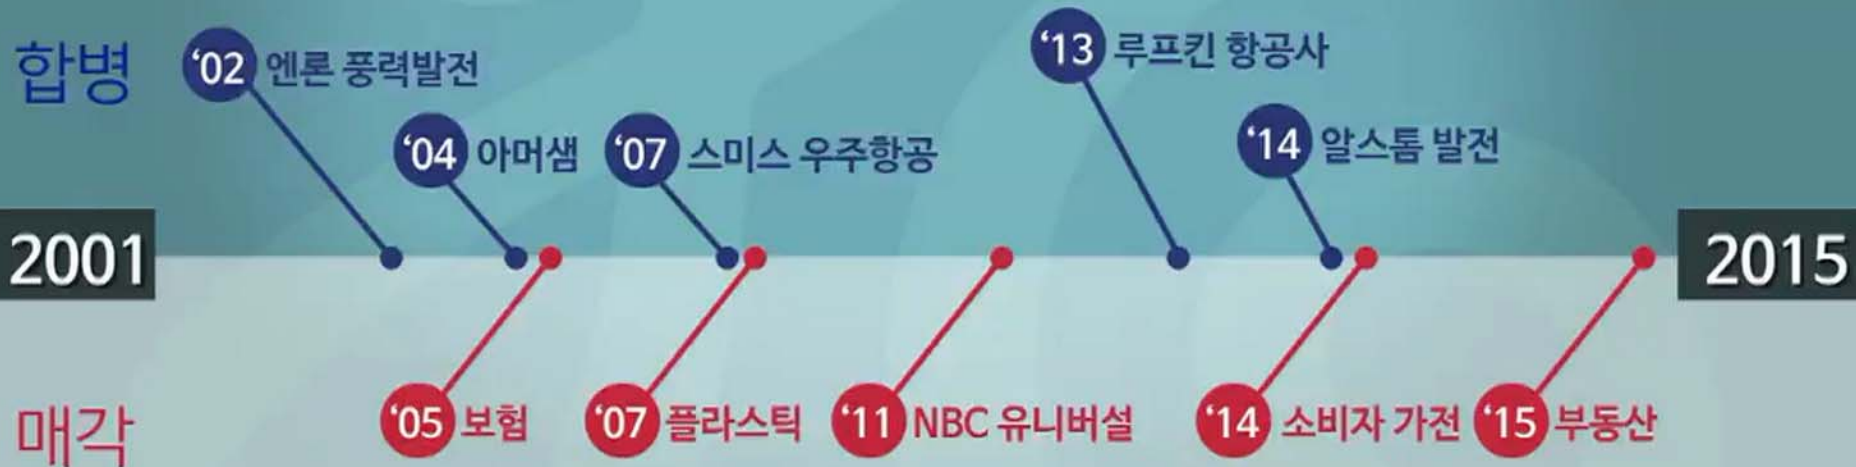 합병
‘02 엔론 풍력발전
‘13 루프킨 항공사
‘04 아머샘
‘07 스미스 우주항공
‘14 알스톰 발전
2001
2015
매각
‘05 보험
‘07 플라스틱
‘11 NBC 유니버설
‘14 소비자 가전
‘15 부동산